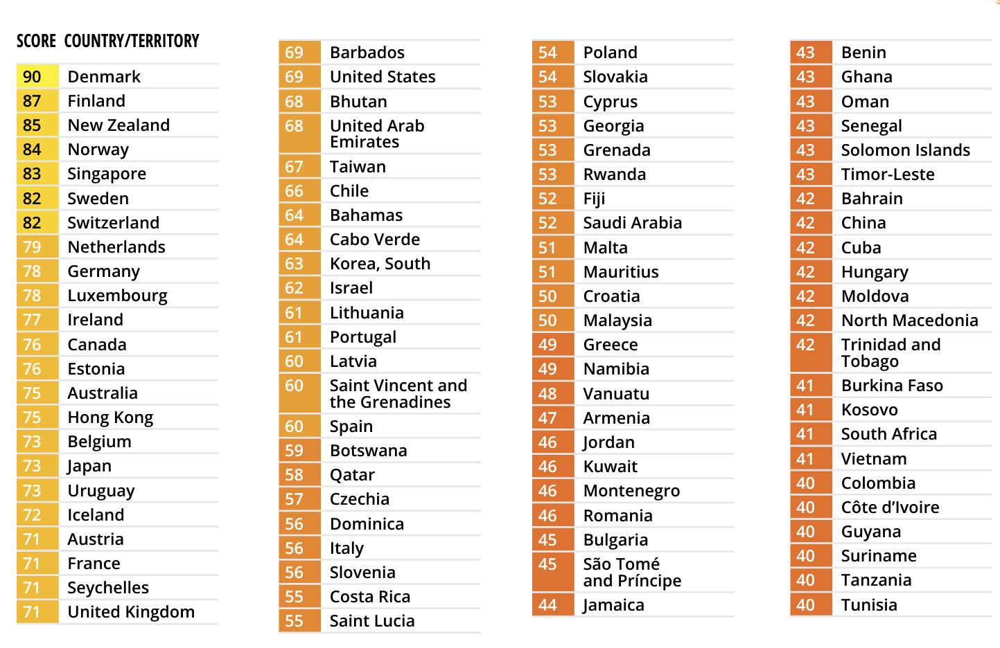 SCORE COUNTRY/TERRITORY
90 Denmark
87 Finland
85 New Zealand
84 Norway
83 Singapore
82 Sweden
82 Switzerland
79 Netherlands
78 Germany
78 Luxembourg
77 Ireland
76 Canada
76 Estonia
75 Australia
75 Hong Kong
73 Belgium
73 Japan
73 Uruguay
72 Iceland
71 Austria
71 France
71 Seychelles
71 United Kingdom
69 Barbados
69 United States
68 Bhutan
68 United Arab
Emirates
67 Taiwan
66 Chile
64 Bahamas
64 Cabo Verde
63 Korea, South
62 Israel
61 Lithuania
61 Portugal
60 Latvia
60 Saint Vincent and
the Grenadines
60 Spain
59 Botswana
58 Qatar
57 Czechia
56 Dominica
56 Italy
56 Slovenia
55 Costa Rica
55 Saint Lucia
54 Poland
54 Slovakia
53 Cyprus
53 Georgia
53 Grenada
53 Rwanda
52 Fiji
52 Saudi Arabia
51 Malta
51 Mauritius
50 Croatia
50 Malaysia
49 Greece
49 Namibia
48 Vanuatu
47 Armenia
46 Jordan
46 Kuwait
46 Montenegro
46 Romania
45 Bulgaria
45 São Tomé
and Príncipe
44 Jamaica
43 Benin
43 Ghana
43 Oman
43 Senegal
43 Solomon Islands
43 Timor-Leste
42 Bahrain
42 China
42 Cuba
42 Hungary
42 Moldova
42 North Macedonia
42 Trinidad and
Tobago
41 Burkina Faso
41 Kosovo
41 South Africa
41 Vietnam
40 Colombia
40 Côte d’Ivoire
40 Guyana
40 Suriname
40 Tanzania
40 Tunisia